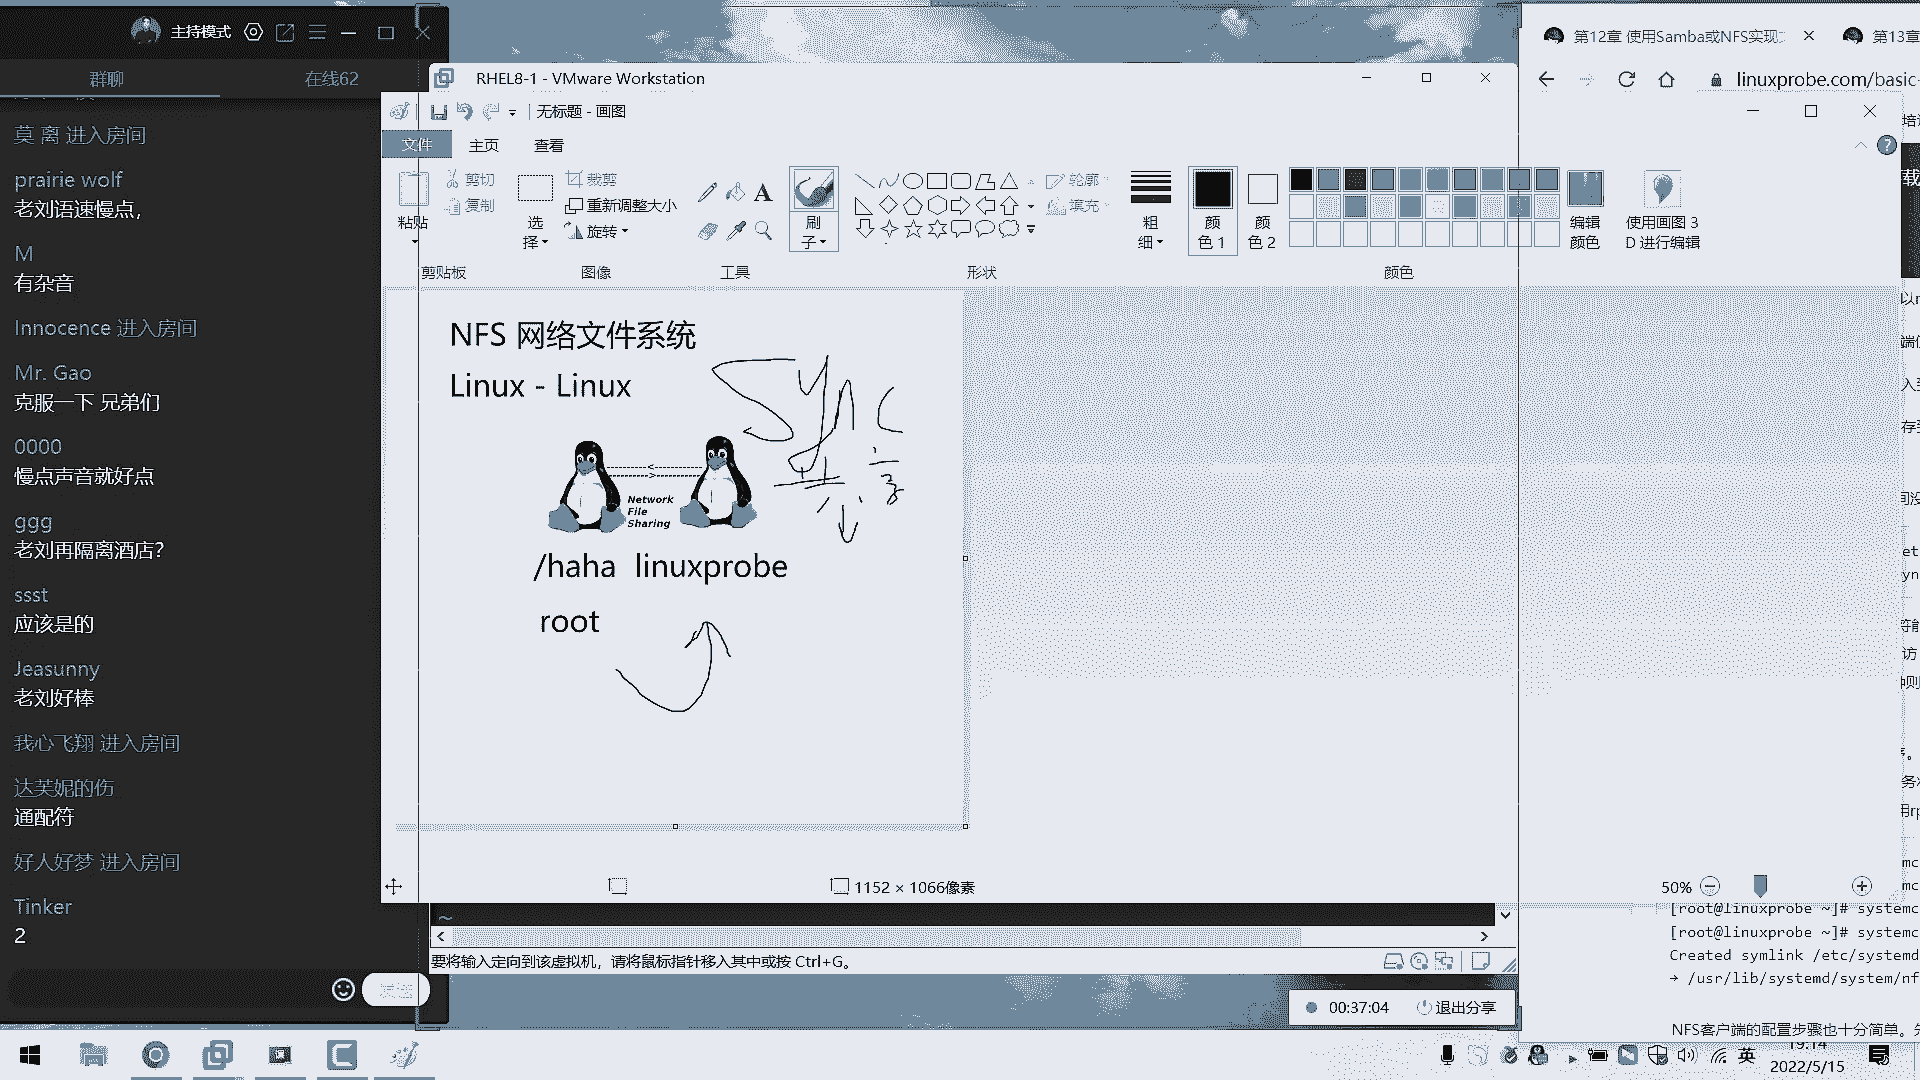 主持模式
群聊
在线62
莫 离 进入房间
prairie wolf
老刘语速慢点，
M
有杂音
Innocence 进入房间
Mr. Gao
克服一下 兄弟们
0000
慢点声音就好点
ggg
老刘再隔离酒店？
ssst
应该是的
Jeasunny
老刘好棒
我心飞翔 进入房间
达芙妮的伤
通配符
好人好梦 进入房间
Tinker
2
RHEL8-1 - VMware Workstation
无标题 - 画图
文件 主页 查看
粘贴
剪切
复制
剪贴板
选择
裁剪
重新调整大小
旋转
图像
A
工具
刷子
形状
轮廓
填充
粗细
颜色 1
颜色 2
颜色
编辑颜色
使用画图 3D 进行编辑
NFS 网络文件系统
Linux - Linux
Sync
Network
File
Sharing
/haha linuxprobe
root
1152 × 1066像素
50%
~
要将输入定向到该虚拟机，请将鼠标指针移入其中或按 Ctrl+G。
00:37:04
退出分享
第12章 使用Samba或NFS实现
第13章
linuxprobe.com/basic-
[root@linuxprobe ~]# systemc
[root@linuxprobe ~]# systemc
Created symlink /etc/systemd
→ /usr/lib/systemd/system/nf
NFS客户端的配置步骤也十分简单。
英
19:14
2022/5/15